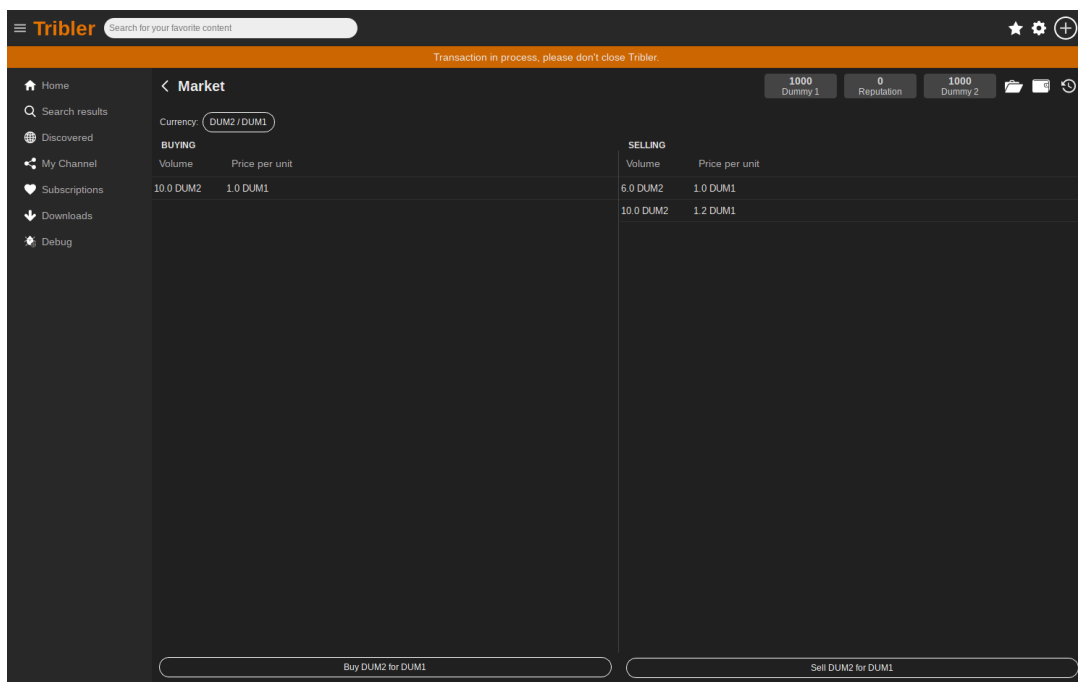 Tribler Search for your favorite content
Transaction in process, please don't close Tribler.
Home
Search results
Discovered
My Channel
Subscriptions
Downloads
Debug
Market
1000 0 1000
Dummy 1 Reputation Dummy 2
Currency: DUM2 / DUM1
BUYING
Volume Price per unit
10.0 DUM2 1.0 DUM1
SELLING
Volume Price per unit
6.0 DUM2 1.0 DUM1
10.0 DUM2 1.2 DUM1
Buy DUM2 for DUM1
Sell DUM2 for DUM1